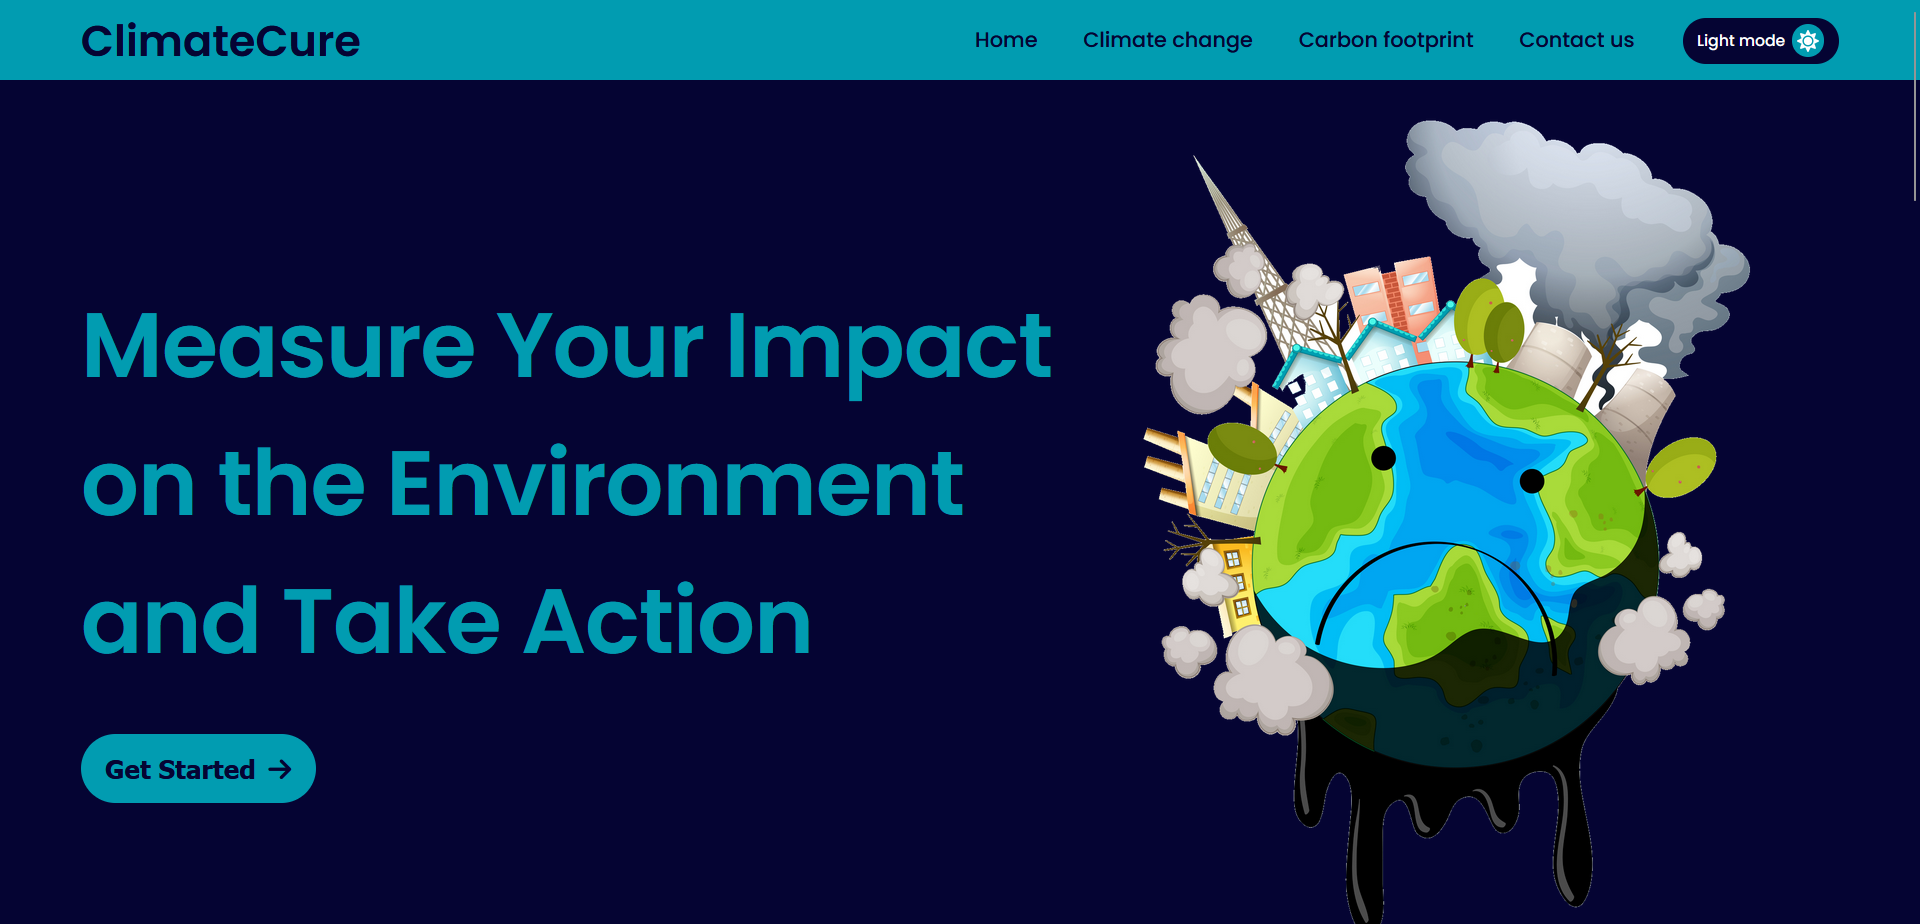 ClimateCure
Home
Climate change
Carbon footprint
Contact us
Light mode
Measure Your Impact
on the Environment
and Take Action
Get Started